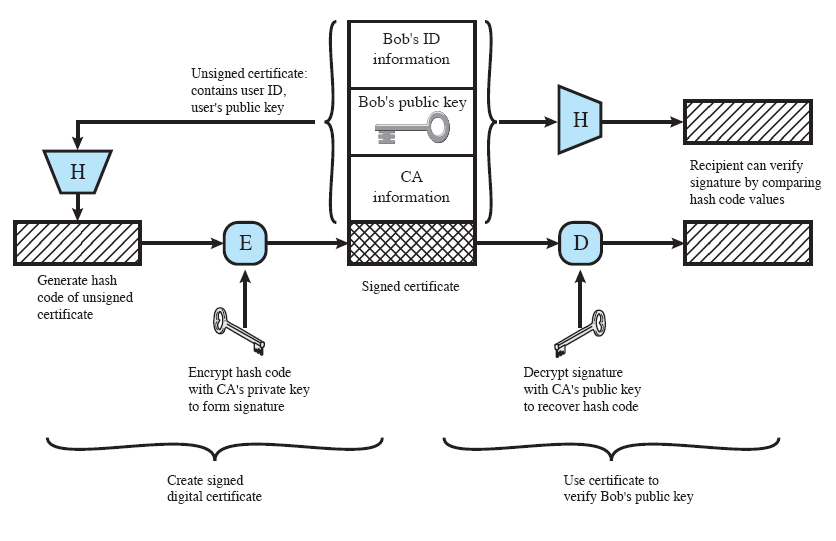 Bob's ID
information
Unsigned certificate:
contains user ID,
user's public key
Bob's public key
H
H
CA
information
Recipient can verify
signature by comparing
hash code values
E
D
Generate hash
code of unsigned
certificate
Signed certificate
Encrypt hash code
with CA's private key
to form signature
Decrypt signature
with CA's public key
to recover hash code
Create signed
digital certificate
Use certificate to
verify Bob's public key